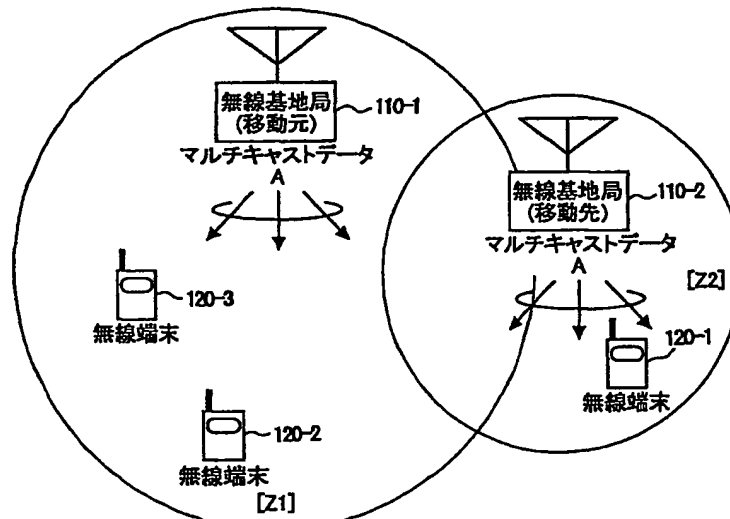 無線基地局
(移動元)
110-1
マルチキャストデータ
A
無線基地局
(移動先)
110-2
マルチキャストデータ
A
[Z2]
120-3
無線端末
120-1
無線端末
120-2
無線端末
[Z1]